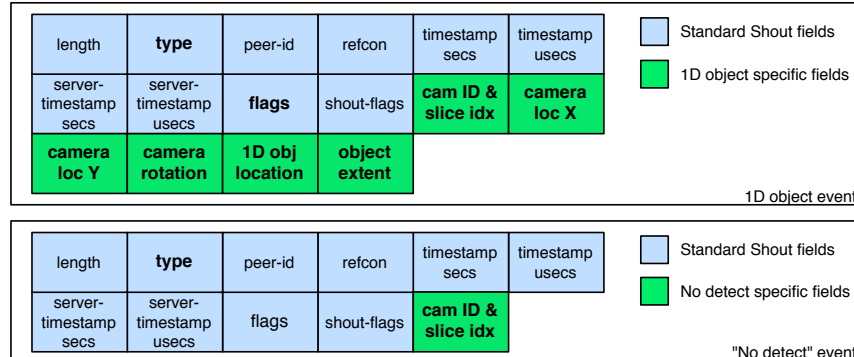 length type peer-id refcon timestamp secs timestamp usecs
server-timestamp secs server-timestamp usecs flags shout-flags cam ID & slice idx camera loc X
camera loc Y camera rotation 1D obj location object extent
Standard Shout fields
1D object specific fields
1D object event
length type peer-id refcon timestamp secs timestamp usecs
server-timestamp secs server-timestamp usecs flags shout-flags cam ID & slice idx
Standard Shout fields
No detect specific fields
"No detect" event